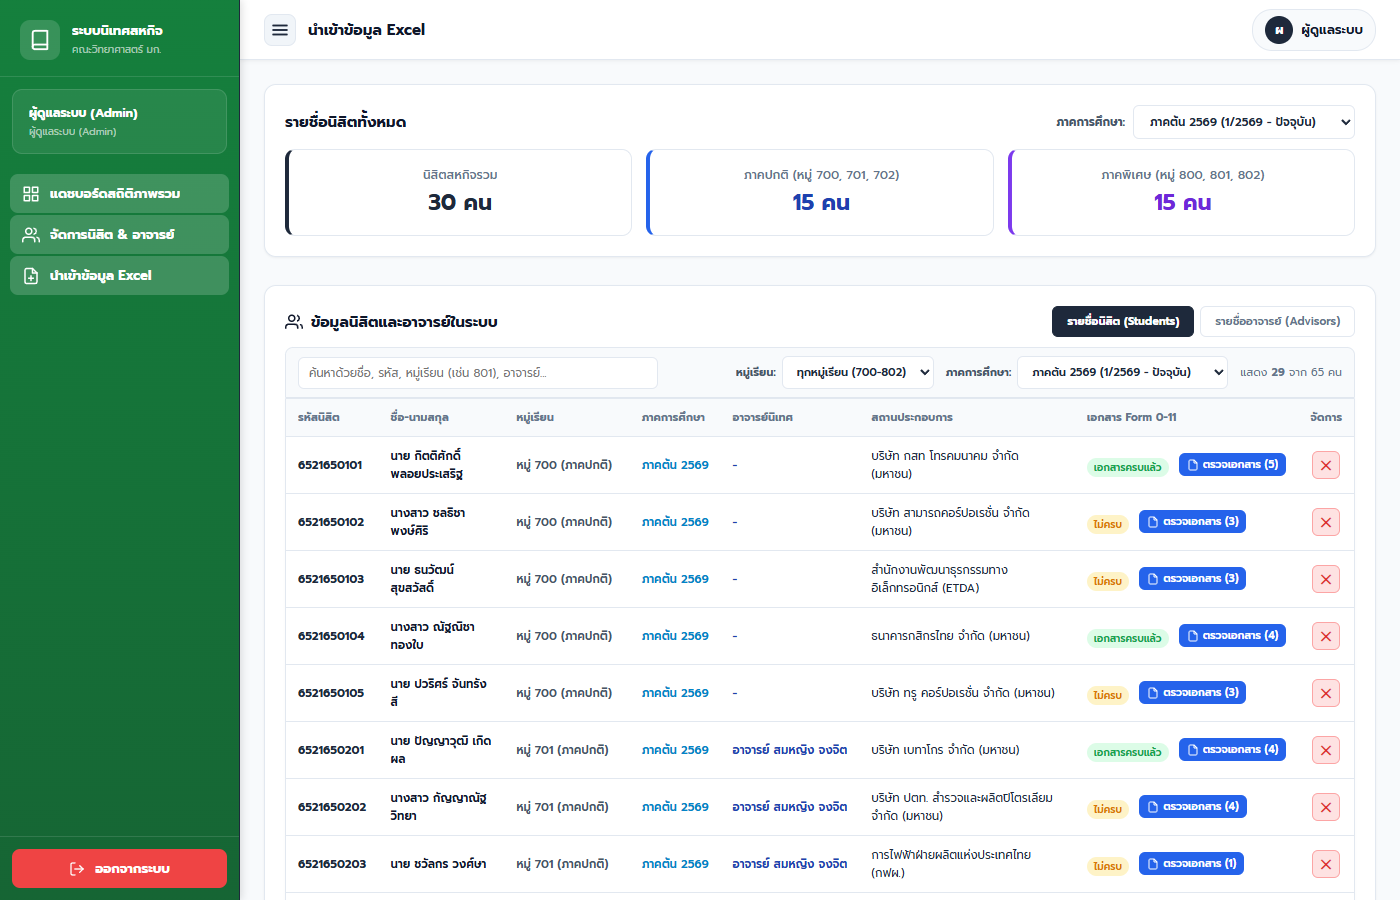 ระบบนิเทศสหกิจ
คณะวิทยาศาสตร์ มก.
ผู้ดูแลระบบ (Admin)
ผู้ดูแลระบบ (Admin)
แดชบอร์ดสถิติภาพรวม
จัดการนิสิต & อาจารย์
นำเข้าข้อมูล Excel
ออกจากระบบ
นำเข้าข้อมูล Excel
ผ ผู้ดูแลระบบ
รายชื่อนิสิตทั้งหมด
ภาคการศึกษา: ภาคต้น 2569 (1/2569 - ปัจจุบัน)
นิสิตสหกิจรวม
30 คน
ภาคปกติ (หมู่ 700, 701, 702)
15 คน
ภาคพิเศษ (หมู่ 800, 801, 802)
15 คน
ข้อมูลนิสิตและอาจารย์ในระบบ
รายชื่อนิสิต (Students) รายชื่ออาจารย์ (Advisors)
ค้นหาด้วยชื่อ, รหัส, หมู่เรียน (เช่น 801), อาจารย์...
หมู่เรียน: ทุกหมู่เรียน (700-802) ภาคการศึกษา: ภาคต้น 2569 (1/2569 - ปัจจุบัน) แสดง 29 จาก 65 คน
รหัสนิสิต ชื่อ-นามสกุล หมู่เรียน ภาคการศึกษา อาจารย์นิเทศ สถานประกอบการ เอกสาร Form 0-11 จัดการ
6521650101 นาย กิตติศักดิ์ พลอยประเสริฐ หมู่ 700 (ภาคปกติ) ภาคต้น 2569 - บริษัท กสท โทรคมนาคม จำกัด (มหาชน) เอกสารครบแล้ว ตรวจเอกสาร (5)
6521650102 นางสาว ชลธิชา พงษ์ศิริ หมู่ 700 (ภาคปกติ) ภาคต้น 2569 - บริษัท สามารถคอร์ปอเรชั่น จำกัด (มหาชน) ไม่ครบ ตรวจเอกสาร (3)
6521650103 นาย ธนวัฒน์ สุขสวัสดิ์ หมู่ 700 (ภาคปกติ) ภาคต้น 2569 - สำนักงานพัฒนาธุรกรรมทางอิเล็กทรอนิกส์ (ETDA) ไม่ครบ ตรวจเอกสาร (3)
6521650104 นางสาว ณัฐณิชา ทองใบ หมู่ 700 (ภาคปกติ) ภาคต้น 2569 - ธนาคารกสิกรไทย จำกัด (มหาชน) เอกสารครบแล้ว ตรวจเอกสาร (4)
6521650105 นาย ปวริศร์ จันทรังสี หมู่ 700 (ภาคปกติ) ภาคต้น 2569 - บริษัท ทรู คอร์ปอเรชั่น จำกัด (มหาชน) ไม่ครบ ตรวจเอกสาร (3)
6521650201 นาย ปัญญาวุฒิ เกิดผล หมู่ 701 (ภาคปกติ) ภาคต้น 2569 อาจารย์ สมหญิง จงจิต บริษัท เบทาโกร จำกัด (มหาชน) เอกสารครบแล้ว ตรวจเอกสาร (4)
6521650202 นางสาว กัญญาณัฐ วิทยา หมู่ 701 (ภาคปกติ) ภาคต้น 2569 อาจารย์ สมหญิง จงจิต บริษัท ปตท. สำรวจและผลิตปิโตรเลียม จำกัด (มหาชน) ไม่ครบ ตรวจเอกสาร (4)
6521650203 นาย ชวัลกร วงศ์ษา หมู่ 701 (ภาคปกติ) ภาคต้น 2569 อาจารย์ สมหญิง จงจิต การไฟฟ้าฝ่ายผลิตแห่งประเทศไทย (กฟผ.) ไม่ครบ ตรวจเอกสาร (1)